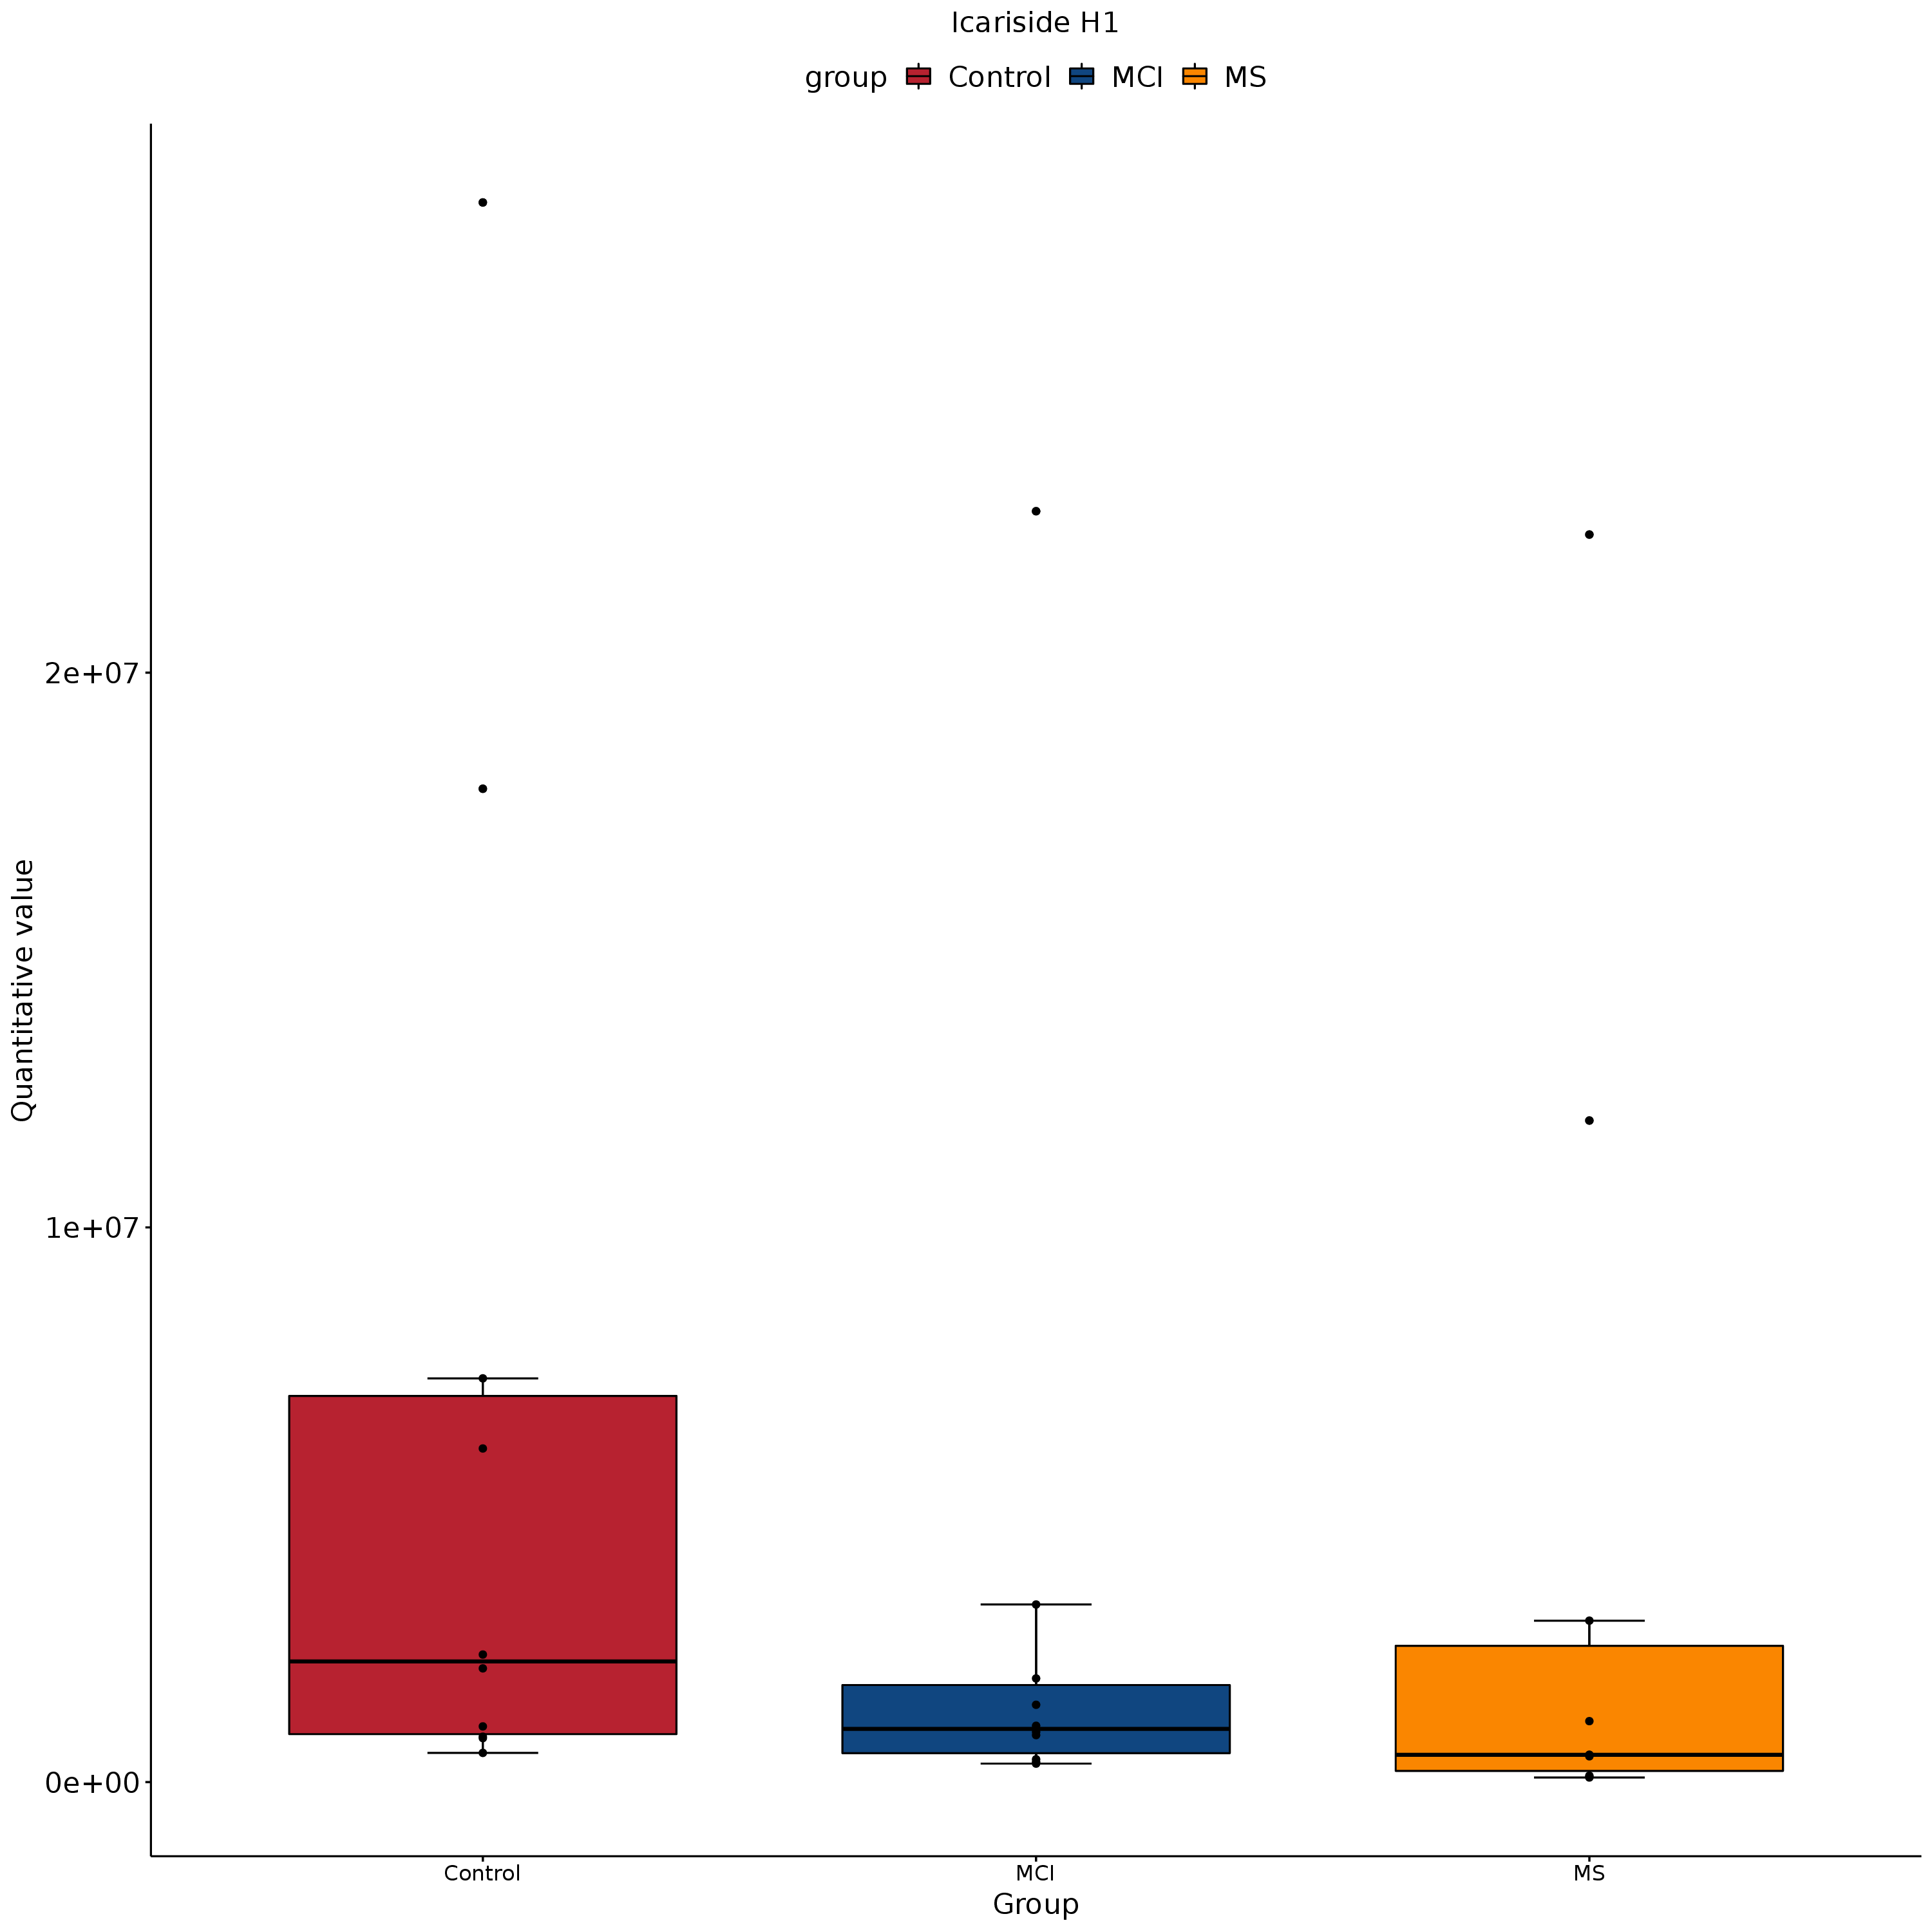 Icariside H1
group Control MCI MS
Quantitative value
2e+07
1e+07
0e+00
Control MCI MS
Group